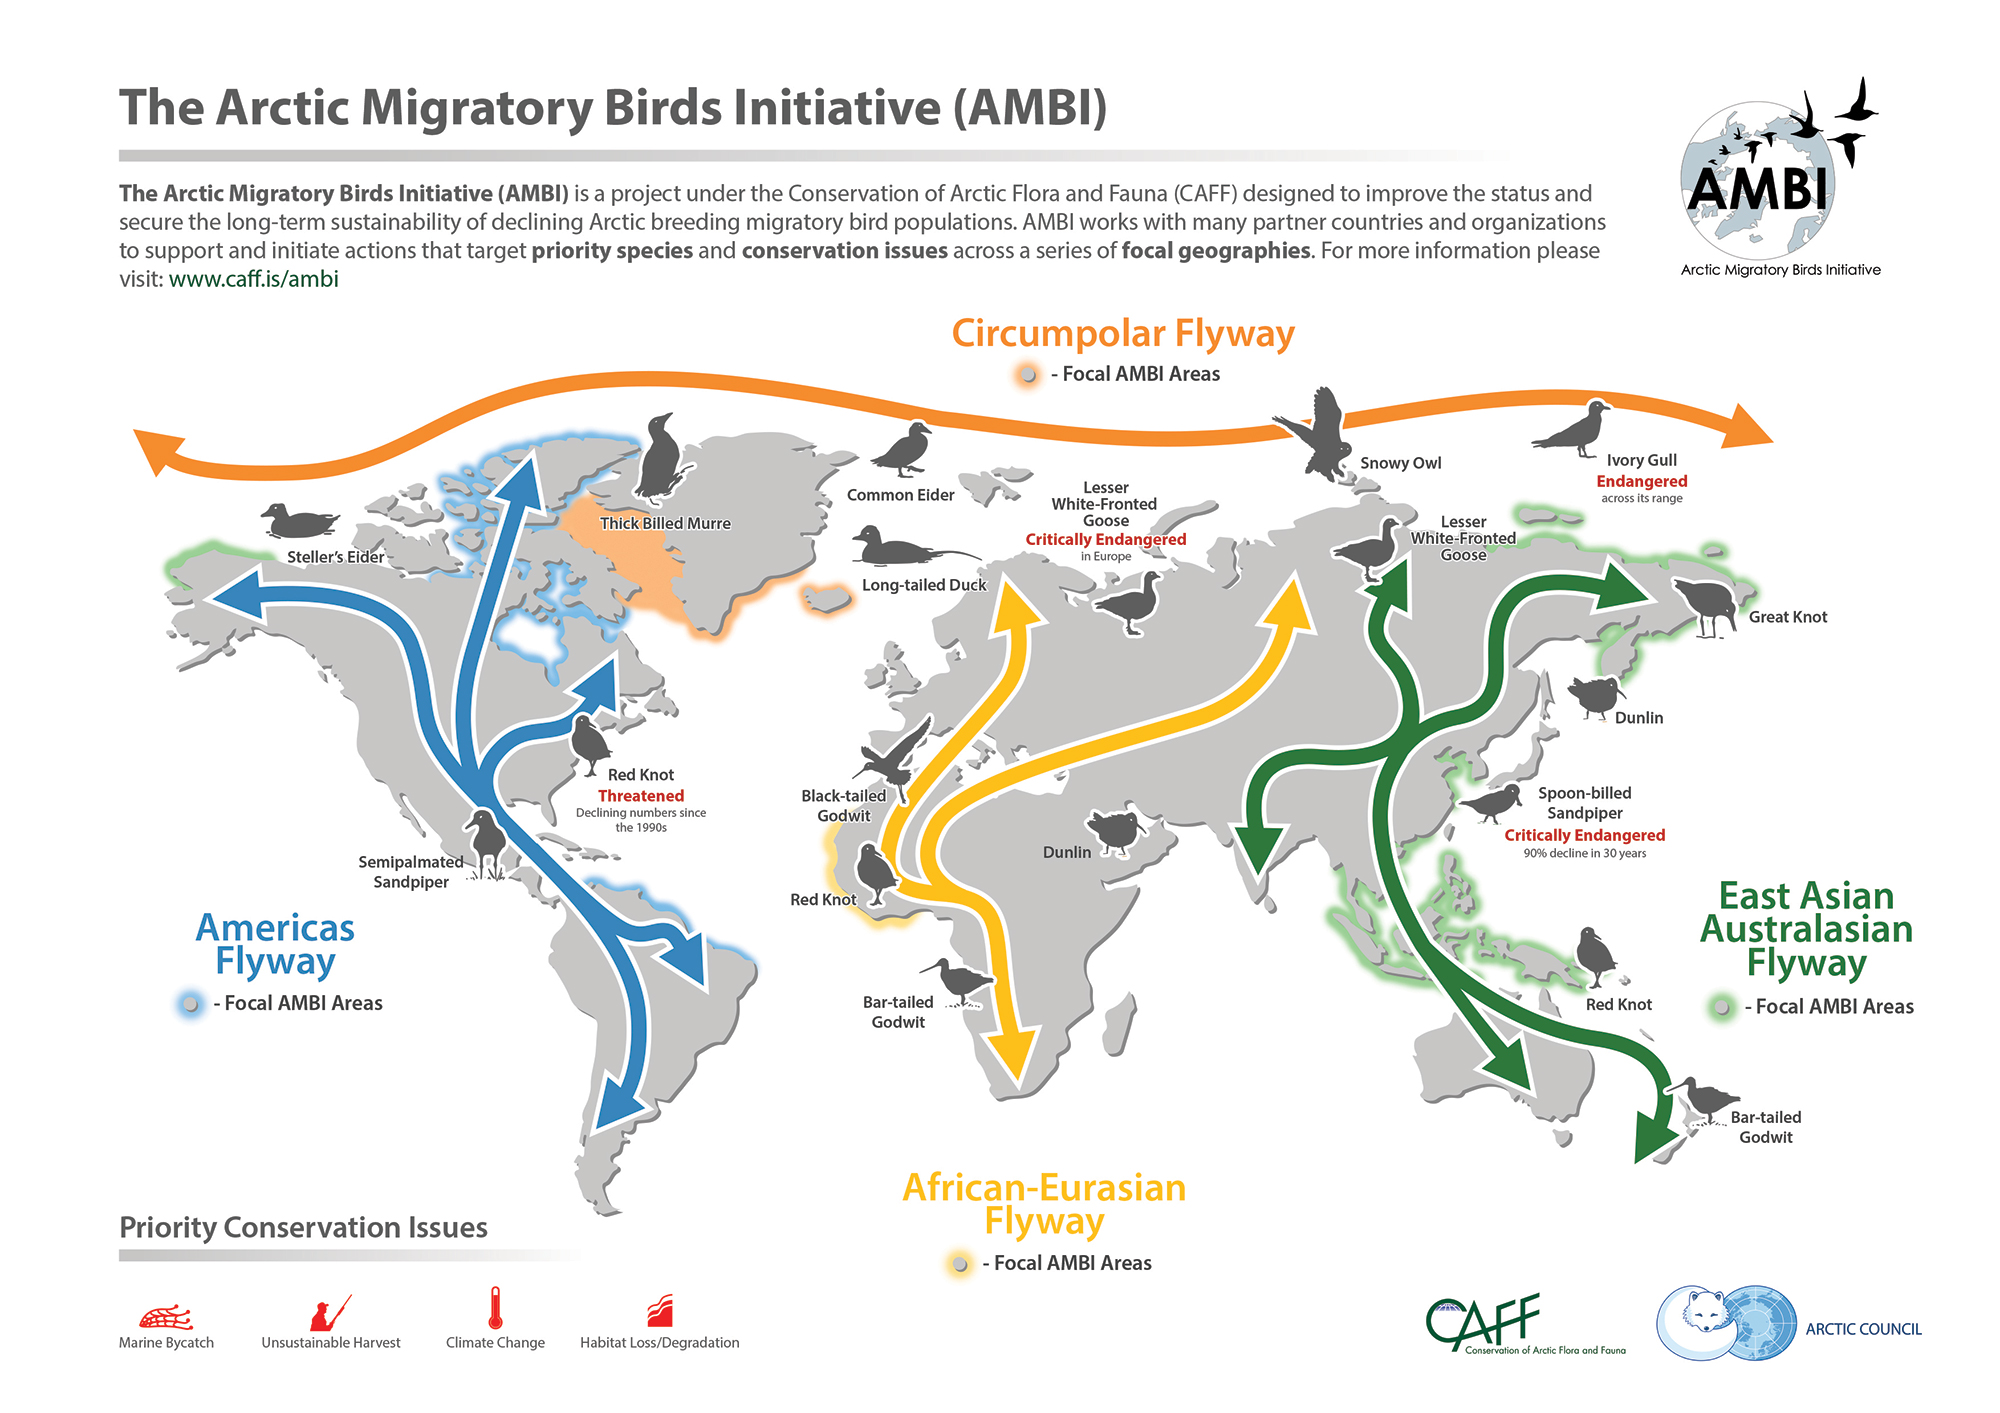 The Arctic Migratory Birds Initiative (AMBI)
The Arctic Migratory Birds Initiative (AMBI) is a project under the Conservation of Arctic Flora and Fauna (CAFF) designed to improve the status and
secure the long-term sustainability of declining Arctic breeding migratory bird populations. AMBI works with many partner countries and organizations
to support and initiate actions that target priority species and conservation issues across a series of focal geographies. For more information please
visit: www.caff.is/ambi
AMBI
Arctic Migratory Birds Initiative
Circumpolar Flyway
- Focal AMBI Areas
Snowy Owl
Ivory Gull
Endangered
across its range
Common Eider
Lesser
White-Fronted
Goose
Critically Endangered
in Europe
Thick Billed Murre
Lesser
White-Fronted
Goose
Steller's Eider
Long-tailed Duck
Great Knot
Dunlin
Red Knot
Threatened
Declining numbers since
the 1990s
Black-tailed
Godwit
Spoon-billed
Sandpiper
Critically Endangered
90% decline in 30 years
Semipalmated
Sandpiper
Dunlin
Red Knot
Americas
Flyway
- Focal AMBI Areas
East Asian
Australasian
Flyway
- Focal AMBI Areas
Bar-tailed
Godwit
Red Knot
Bar-tailed
Godwit
African-Eurasian
Flyway
- Focal AMBI Areas
Priority Conservation Issues
Marine Bycatch
Unsustainable Harvest
Climate Change
Habitat Loss/Degradation
CAFF
Conservation of Arctic Flora and Fauna
ARCTIC COUNCIL